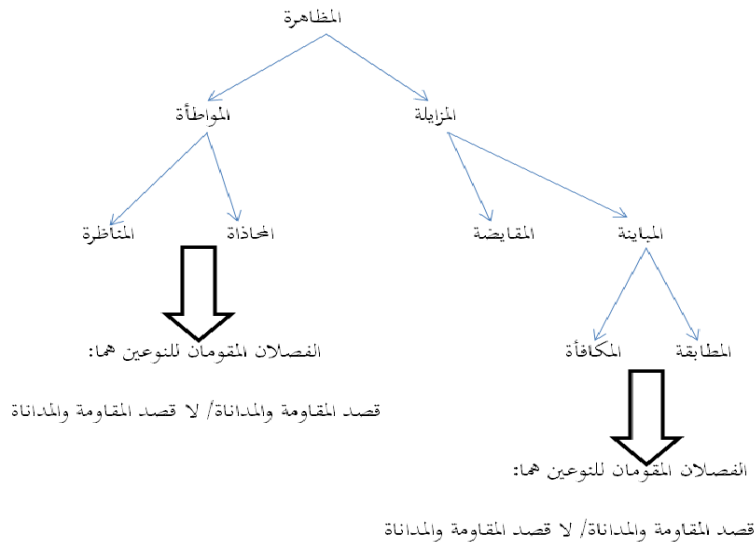 المظاهرة
المزايلة
المواطأة
المباينة
المقايضة
المحاذاة
المناظرة
المطابقة
المكافأة
الفصلان المقومان للنوعين هما:
قصد المقاومة والمداناة/ لا قصد المقاومة والمداناة
الفصلان المقومان للنوعين هما:
قصد المقاومة والمداناة/ لا قصد المقاومة والمداناة